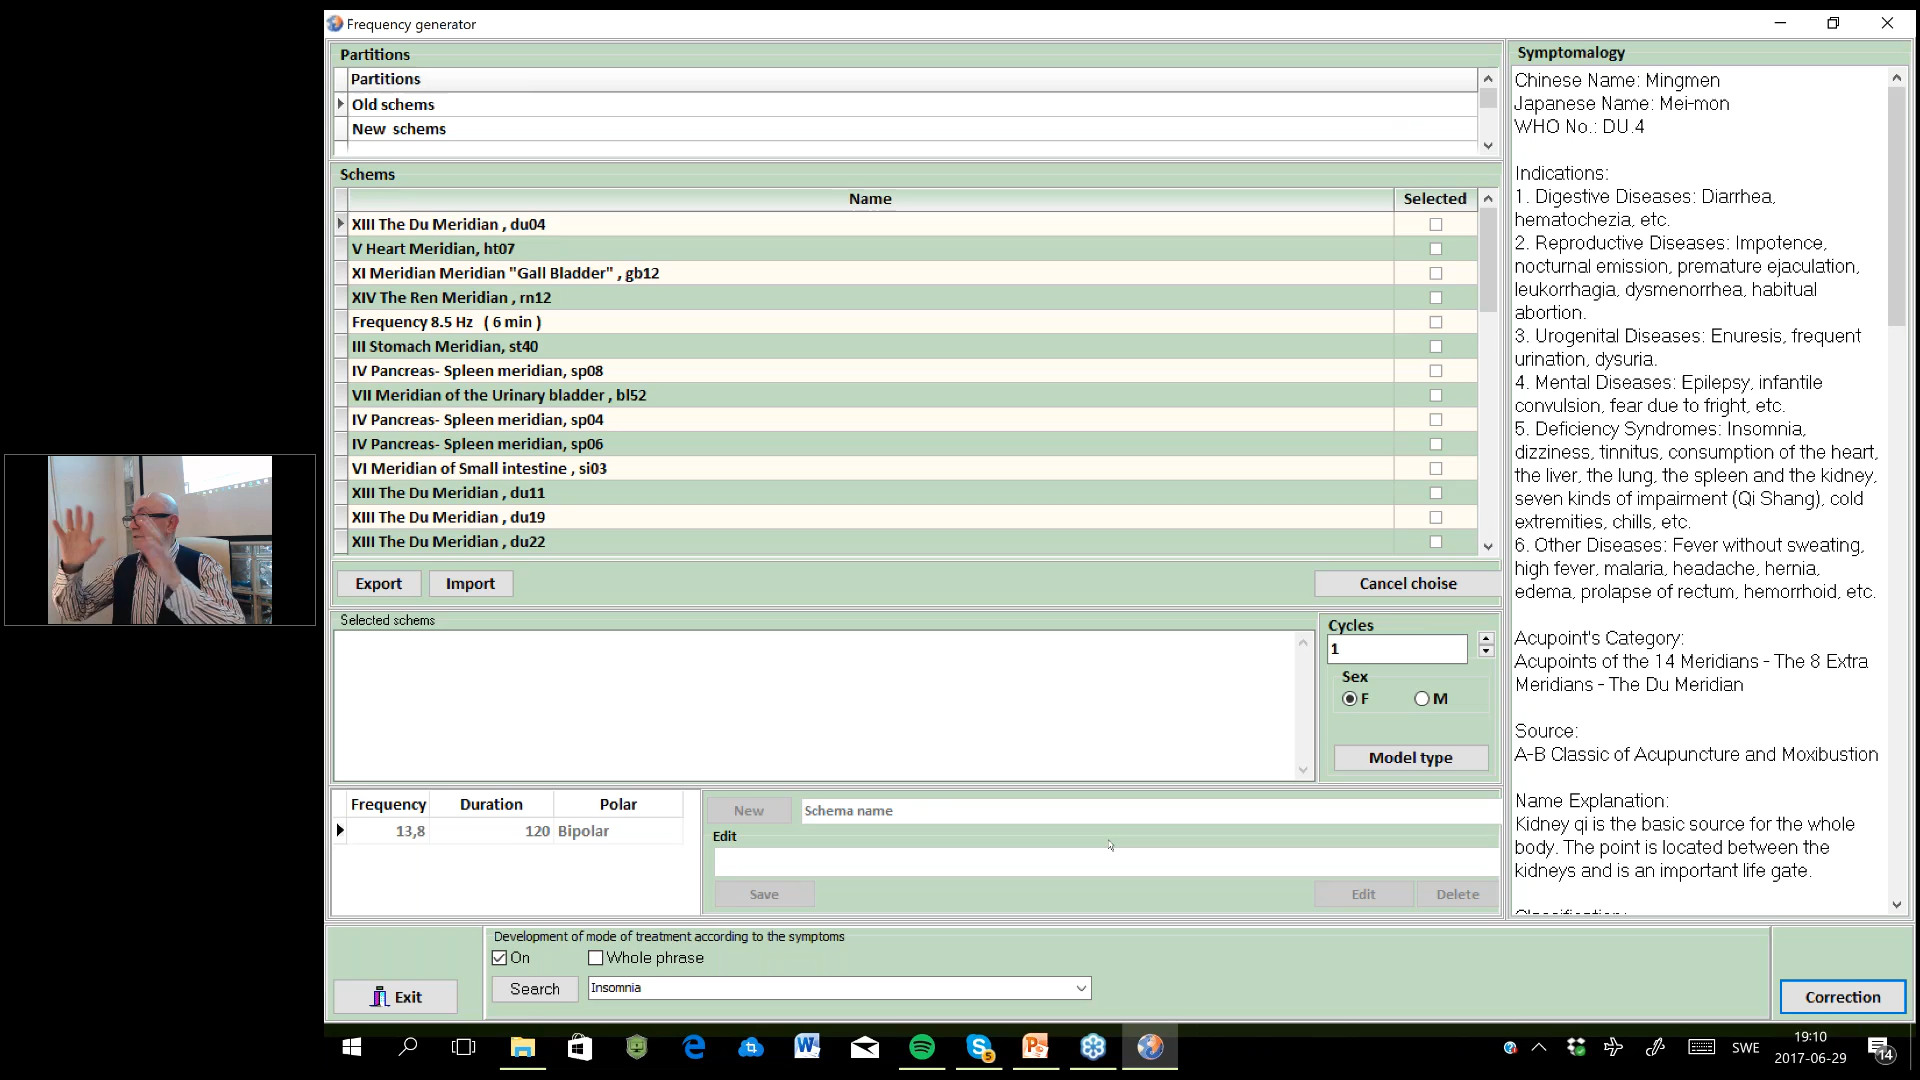 Frequency generator
Partitions
Partitions
Old schems
New schems
Schems
Name
Selected
XIII The Du Meridian , du04
V Heart Meridian, ht07
XI Meridian Meridian "Gall Bladder" , gb12
XIV The Ren Meridian , rn12
Frequency 8.5 Hz ( 6 min )
III Stomach Meridian, st40
IV Pancreas- Spleen meridian, sp08
VII Meridian of the Urinary bladder , bl52
IV Pancreas- Spleen meridian, sp04
IV Pancreas- Spleen meridian, sp06
VI Meridian of Small intestine , si03
XIII The Du Meridian , du11
XIII The Du Meridian , du19
XIII The Du Meridian , du22
Export
Import
Cancel choise
Selected schems
Cycles
1
Sex
F
M
Model type
Frequency Duration Polar
13,8 120 Bipolar
New
Schema name
Edit
Save
Edit
Delete
Symptomalogy
Chinese Name: Mingmen
Japanese Name: Mei-mon
WHO No.: DU.4
Indications:
1. Digestive Diseases: Diarrhea,
hematochezia, etc.
2. Reproductive Diseases: Impotence,
nocturnal emission, premature ejaculation,
leukorrhagia, dysmenorrhea, habitual
abortion.
3. Urogenital Diseases: Enuresis, frequent
urination, dysuria.
4. Mental Diseases: Epilepsy, infantile
convulsion, fear due to fright, etc.
5. Deficiency Syndromes: Insomnia,
dizziness, tinnitus, consumption of the heart,
the liver, the lung, the spleen and the kidney,
seven kinds of impairment (Qi Shang), cold
extremities, chills, etc.
6. Other Diseases: Fever without sweating,
high fever, malaria, headache, hernia,
edema, prolapse of rectum, hemorrhoid, etc.
Acupoint's Category:
Acupoints of the 14 Meridians - The 8 Extra
Meridians - The Du Meridian
Source:
A-B Classic of Acupuncture and Moxibustion
Name Explanation:
Kidney qi is the basic source for the whole
body. The point is located between the
kidneys and is an important life gate.
Development of mode of treatment according to the symptoms
On
Whole phrase
Search
Insomnia
Exit
Correction
SWE
19:10
2017-06-29
14
5